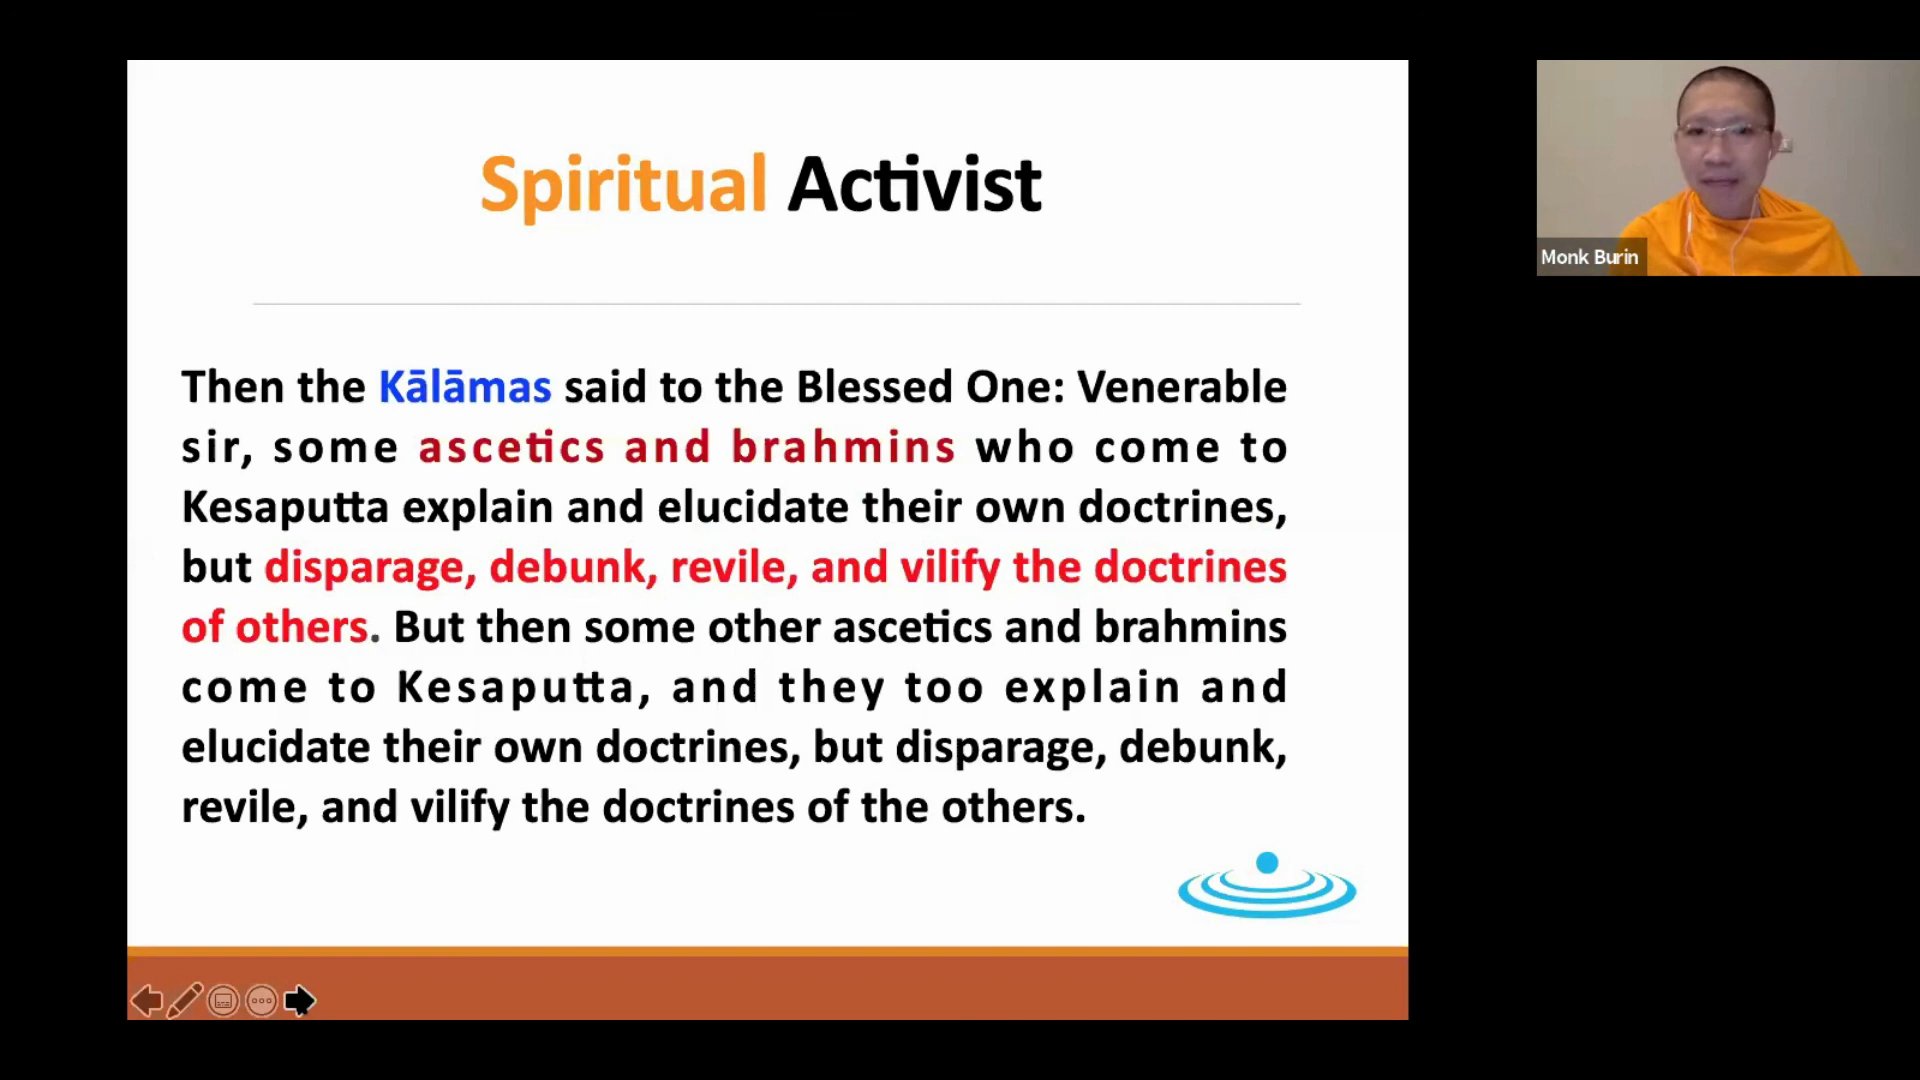 Spiritual Activist
Then the Kālāmas said to the Blessed One: Venerable
sir, some ascetics and brahmins who come to
Kesaputta explain and elucidate their own doctrines,
but disparage, debunk, revile, and vilify the doctrines
of others. But then some other ascetics and brahmins
come to Kesaputta, and they too explain and
elucidate their own doctrines, but disparage, debunk,
revile, and vilify the doctrines of the others.
Monk Burin